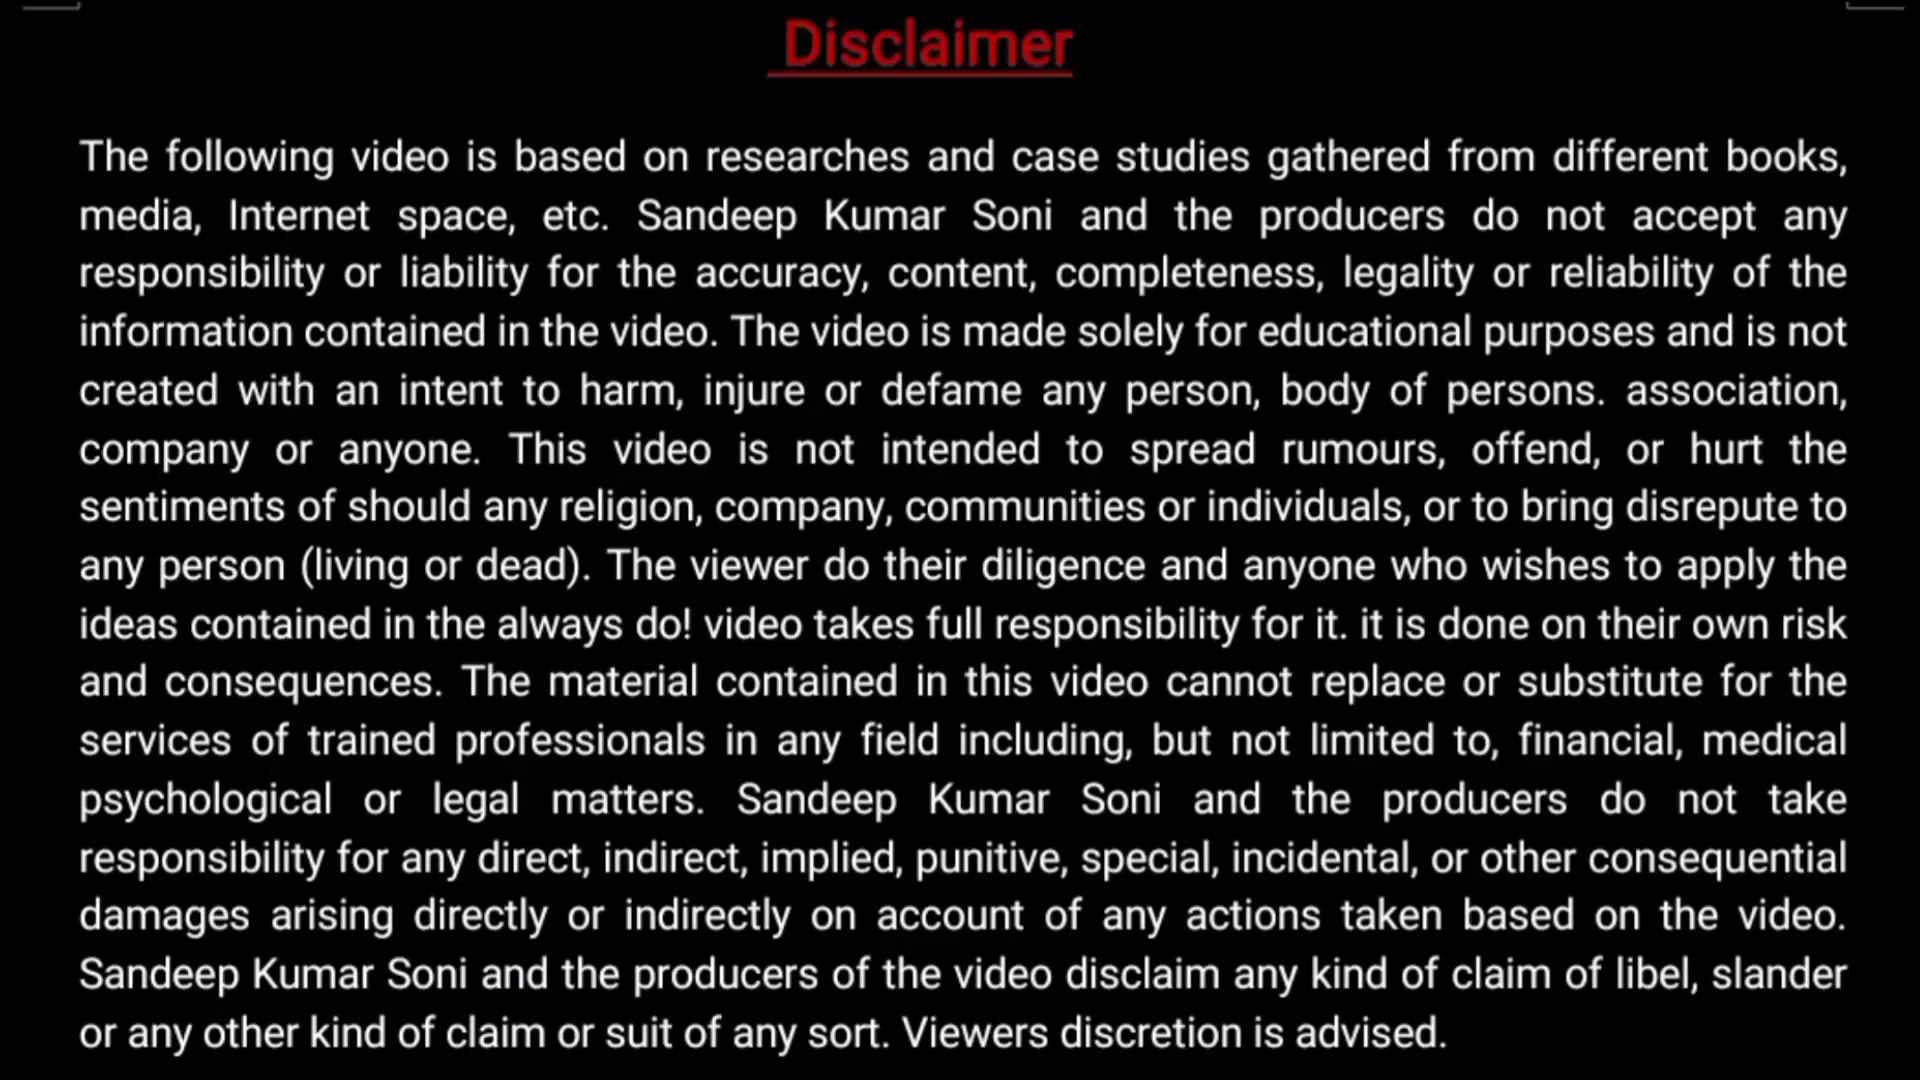 Disclaimer
The following video is based on researches and case studies gathered from different books,
media, Internet space, etc. Sandeep Kumar Soni and the producers do not accept any
responsibility or liability for the accuracy, content, completeness, legality or reliability of the
information contained in the video. The video is made solely for educational purposes and is not
created with an intent to harm, injure or defame any person, body of persons. association,
company or anyone. This video is not intended to spread rumours, offend, or hurt the
sentiments of should any religion, company, communities or individuals, or to bring disrepute to
any person (living or dead). The viewer do their diligence and anyone who wishes to apply the
ideas contained in the always do! video takes full responsibility for it. it is done on their own risk
and consequences. The material contained in this video cannot replace or substitute for the
services of trained professionals in any field including, but not limited to, financial, medical
psychological or legal matters. Sandeep Kumar Soni and the producers do not take
responsibility for any direct, indirect, implied, punitive, special, incidental, or other consequential
damages arising directly or indirectly on account of any actions taken based on the video.
Sandeep Kumar Soni and the producers of the video disclaim any kind of claim of libel, slander
or any other kind of claim or suit of any sort. Viewers discretion is advised.